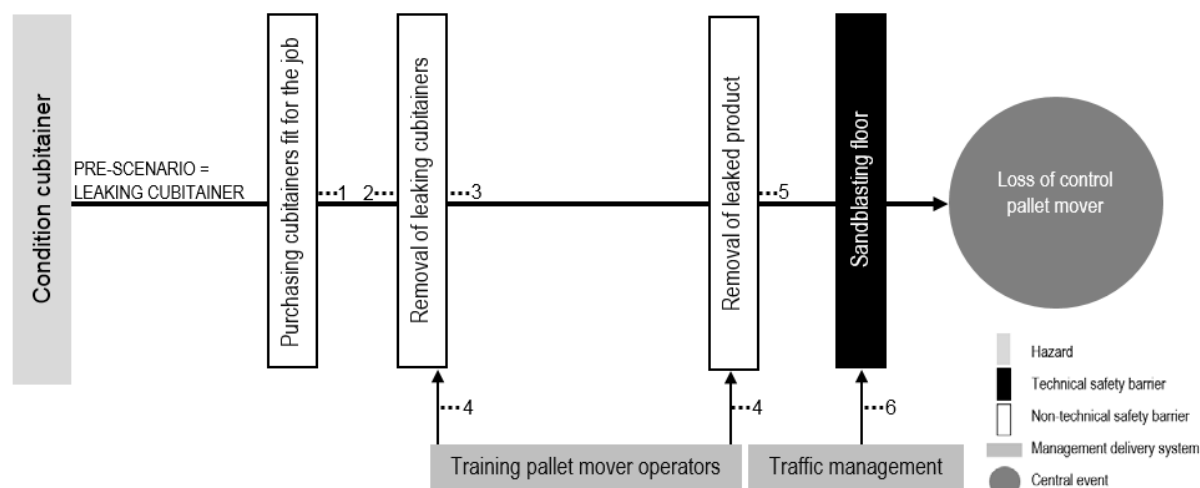 Condition cubitainer
PRE-SCENARIO =
LEAKING CUBITAINER
Purchasing cubitainers fit for the job
1
2
Removal of leaking cubitainers
3
Removal of leaked product
5
Sandblasting floor
Loss of control
pallet mover
4
4
6
Training pallet mover operators
Traffic management
Hazard
Technical safety barrier
Non-technical safety barrier
Management delivery system
Central event